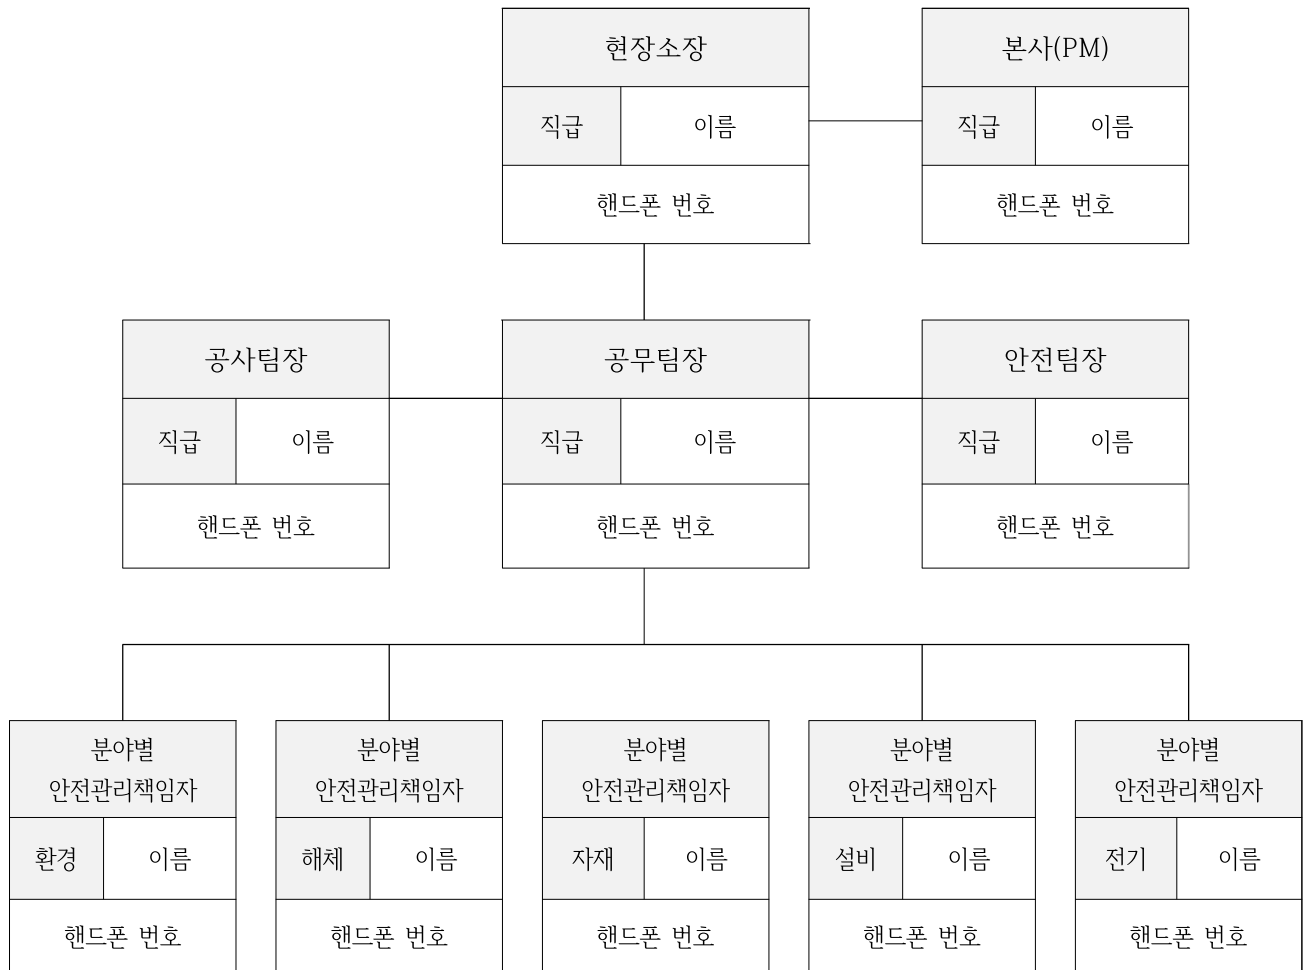 현장소장
본사(PM)
직급 이름
직급 이름
핸드폰 번호
핸드폰 번호
공사팀장
공무팀장
안전팀장
직급 이름
직급 이름
직급 이름
핸드폰 번호
핸드폰 번호
핸드폰 번호
분야별
안전관리책임자
분야별
안전관리책임자
분야별
안전관리책임자
분야별
안전관리책임자
분야별
안전관리책임자
환경 이름
해체 이름
자재 이름
설비 이름
전기 이름
핸드폰 번호
핸드폰 번호
핸드폰 번호
핸드폰 번호
핸드폰 번호